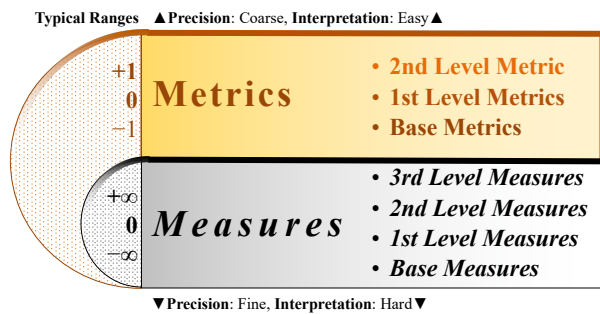 Typical Ranges ▲Precision: Coarse, Interpretation: Easy▲
+1
0
−1
Metrics
• 2nd Level Metric
• 1st Level Metrics
• Base Metrics
+∞
0
−∞
Measures
• 3rd Level Measures
• 2nd Level Measures
• 1st Level Measures
• Base Measures
▼Precision: Fine, Interpretation: Hard▼